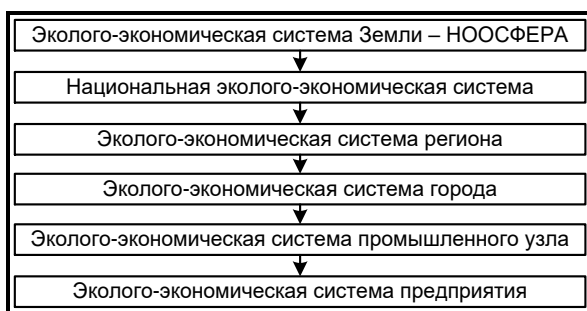 Эколого-экономическая система Земли – НООСФЕРА
Национальная эколого-экономическая система
Эколого-экономическая система региона
Эколого-экономическая система города
Эколого-экономическая система промышленного узла
Эколого-экономическая система предприятия